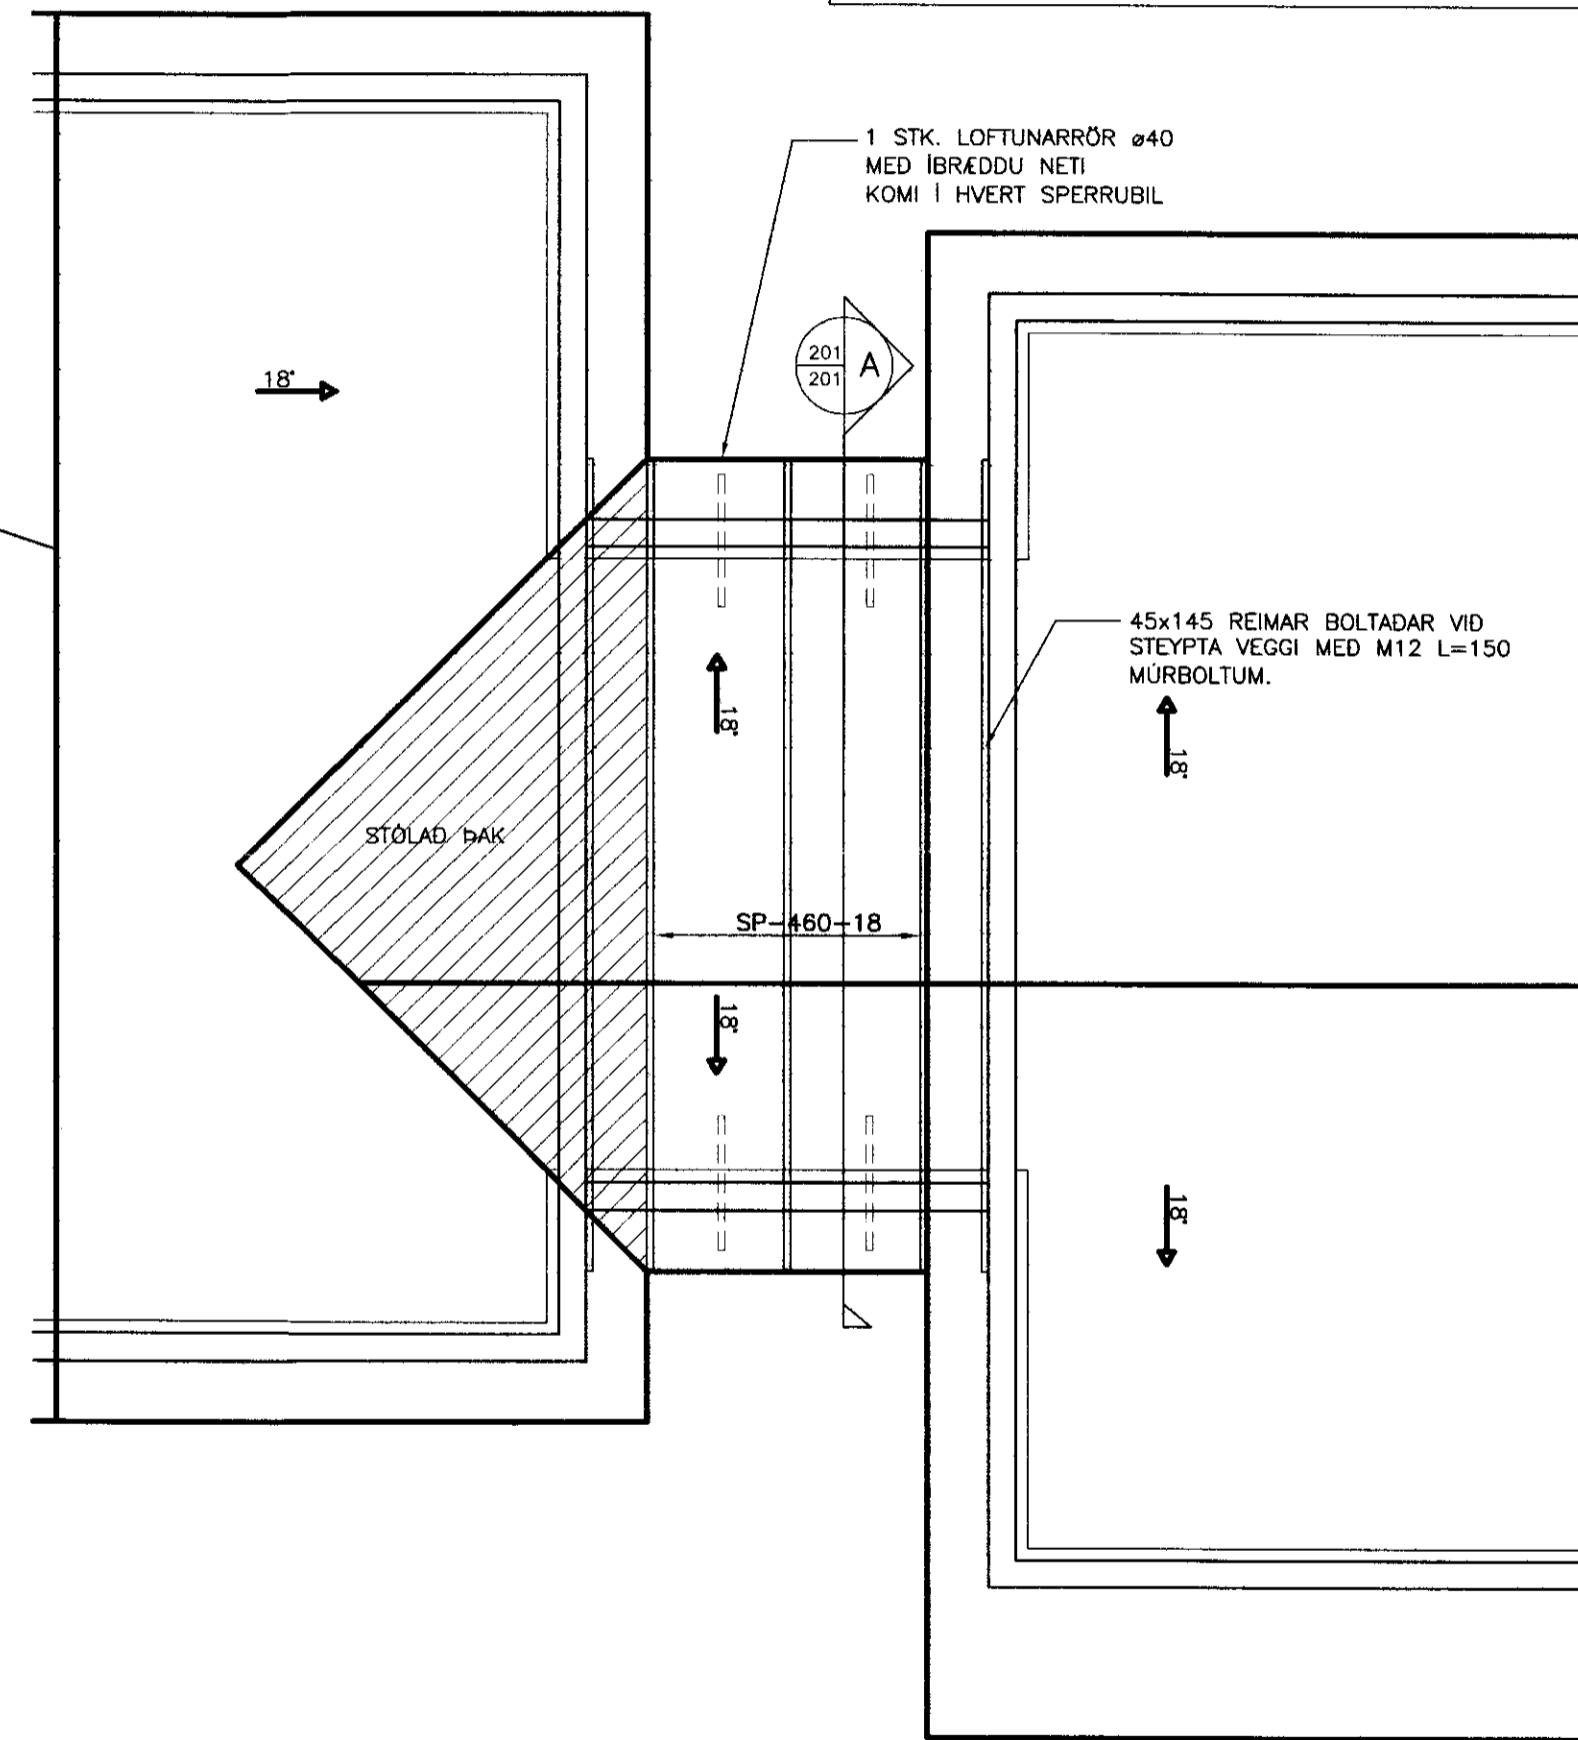 1 STK. LOFTUNARRÖR ø40
MEÐ ÍBRÆDDU NETI
KOMI Í HVERT SPERRUBIL
201
201
A
18°
45x145 REIMAR BOLTAÐAR VIÐ
STEYPTA VEGGI MEÐ M12 L=150
MÚRBOLTUM.
18°
18°
STÓLAÐ ÞAK
SP-460-18
18°
18°